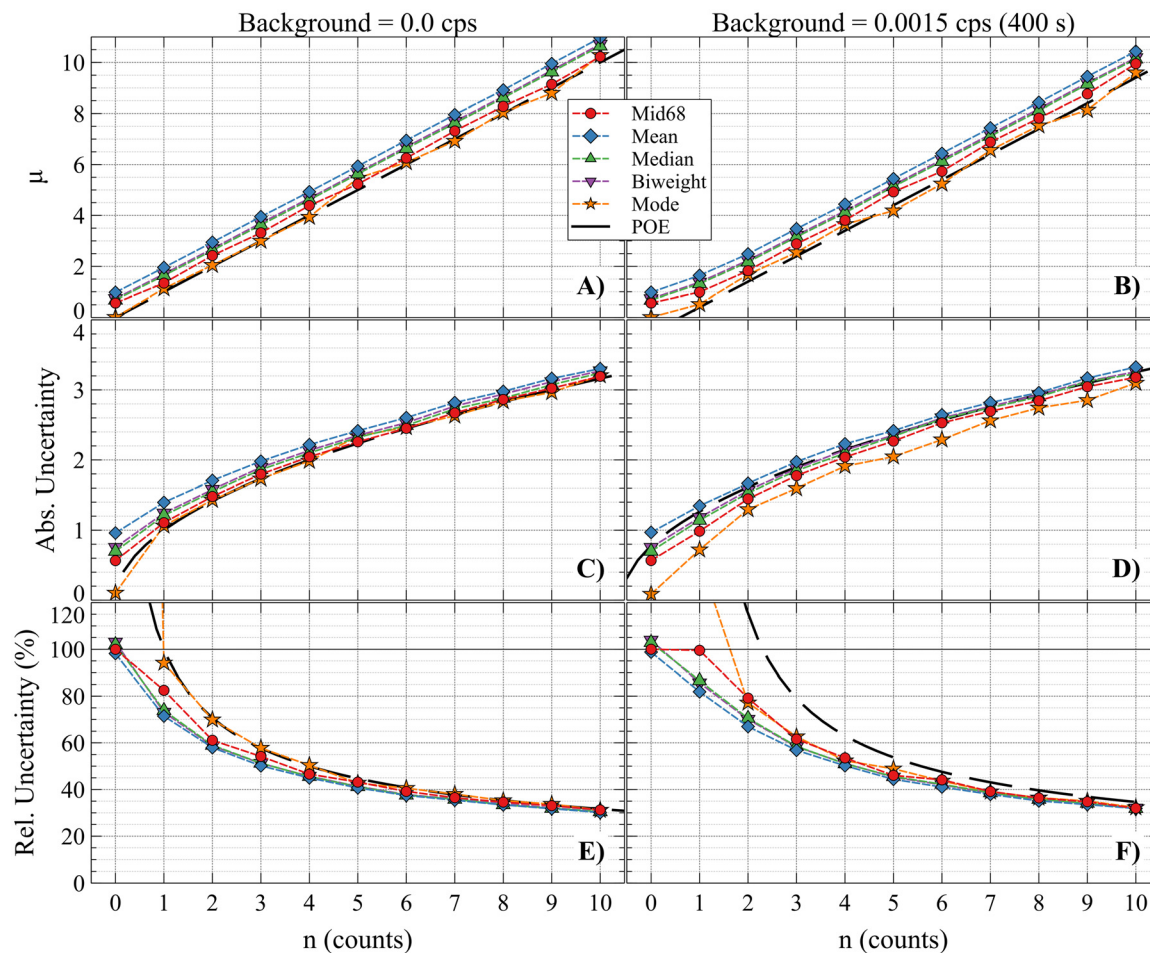 Background = 0.0 cps
Background = 0.0015 cps (400 s)
10
8
6
4
2
0
μ
Mid68
Mean
Median
Biweight
Mode
POE
A)
B)
4
3
2
1
0
Abs. Uncertainty
C)
D)
120
100
80
60
40
20
0
Rel. Uncertainty (%)
E)
F)
0 1 2 3 4 5 6 7 8 9 10
0 1 2 3 4 5 6 7 8 9 10
n (counts)
n (counts)